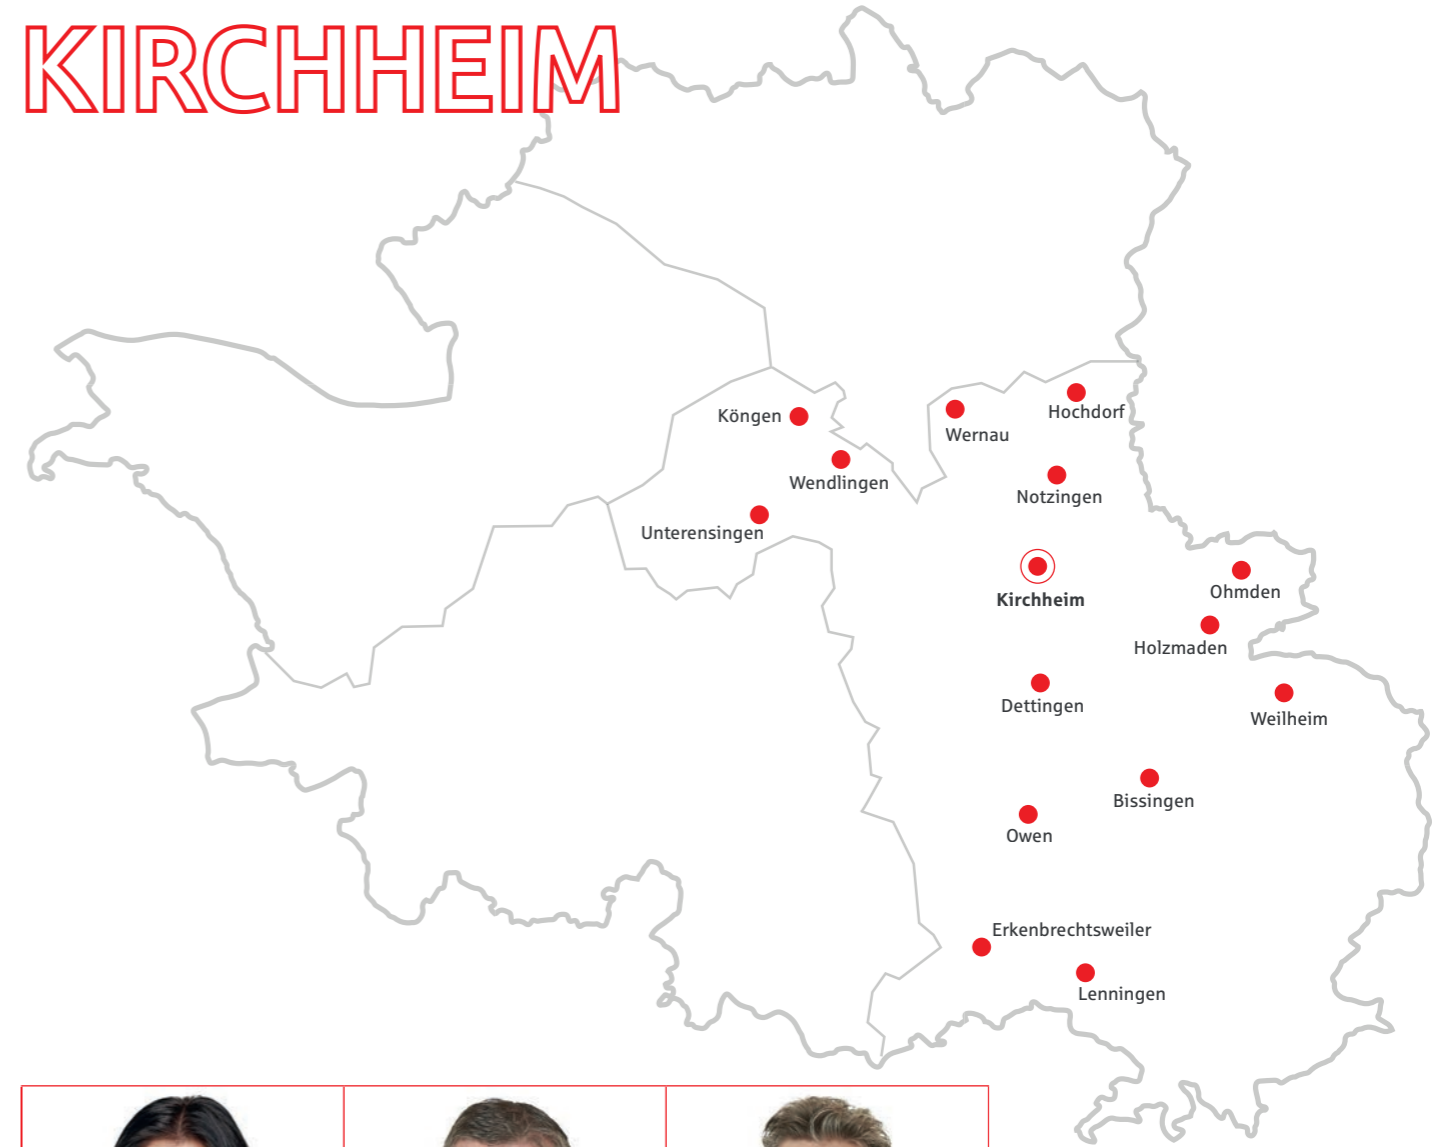 KIRCHHEIM
Köngen
Hochdorf
Wernau
Wendlingen
Notzingen
Unterensingen
Ohmden
Kirchheim
Holzmaden
Dettingen
Weilheim
Bissingen
Owen
Erkenbrechtsweiler
Lenningen